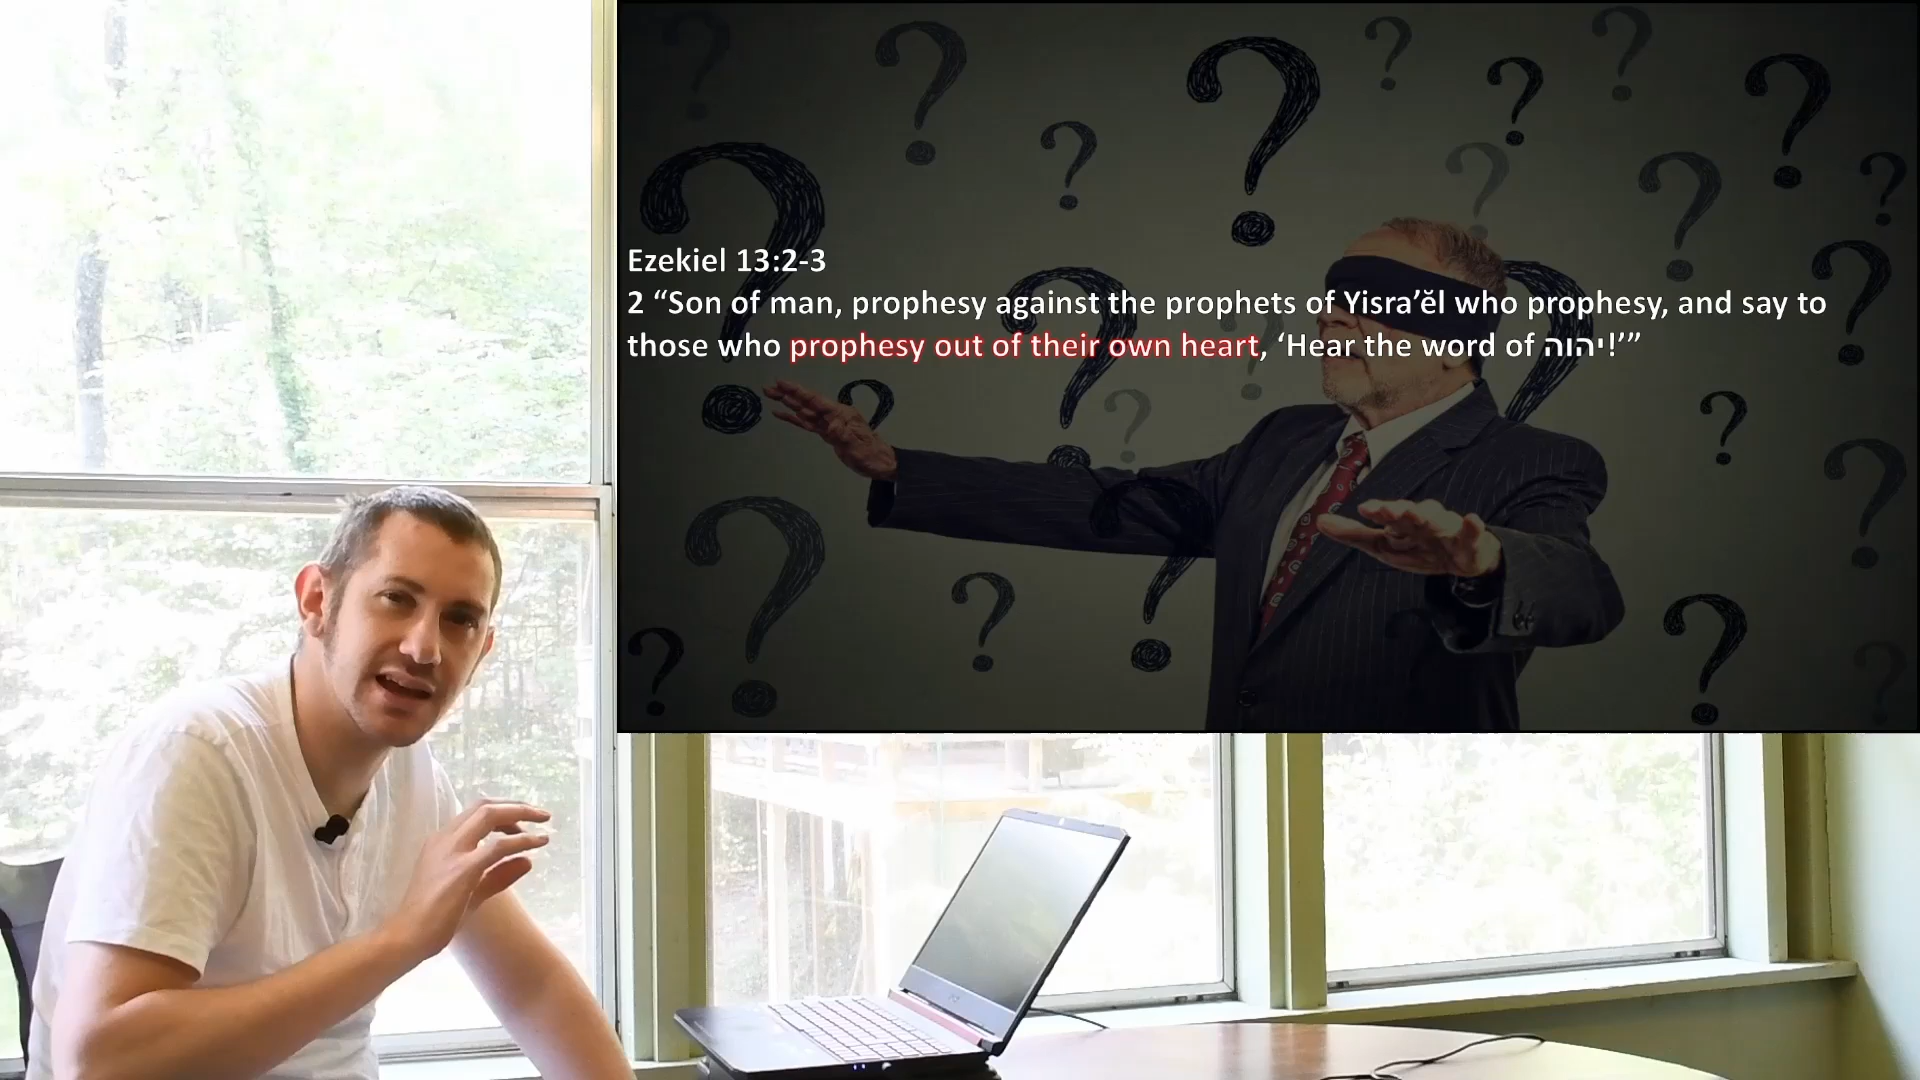 Ezekiel 13:2-3
2 “Son of man, prophesy against the prophets of Yisra’ĕl who prophesy, and say to
those who prophesy out of their own heart, ‘Hear the word of יהוה!’”